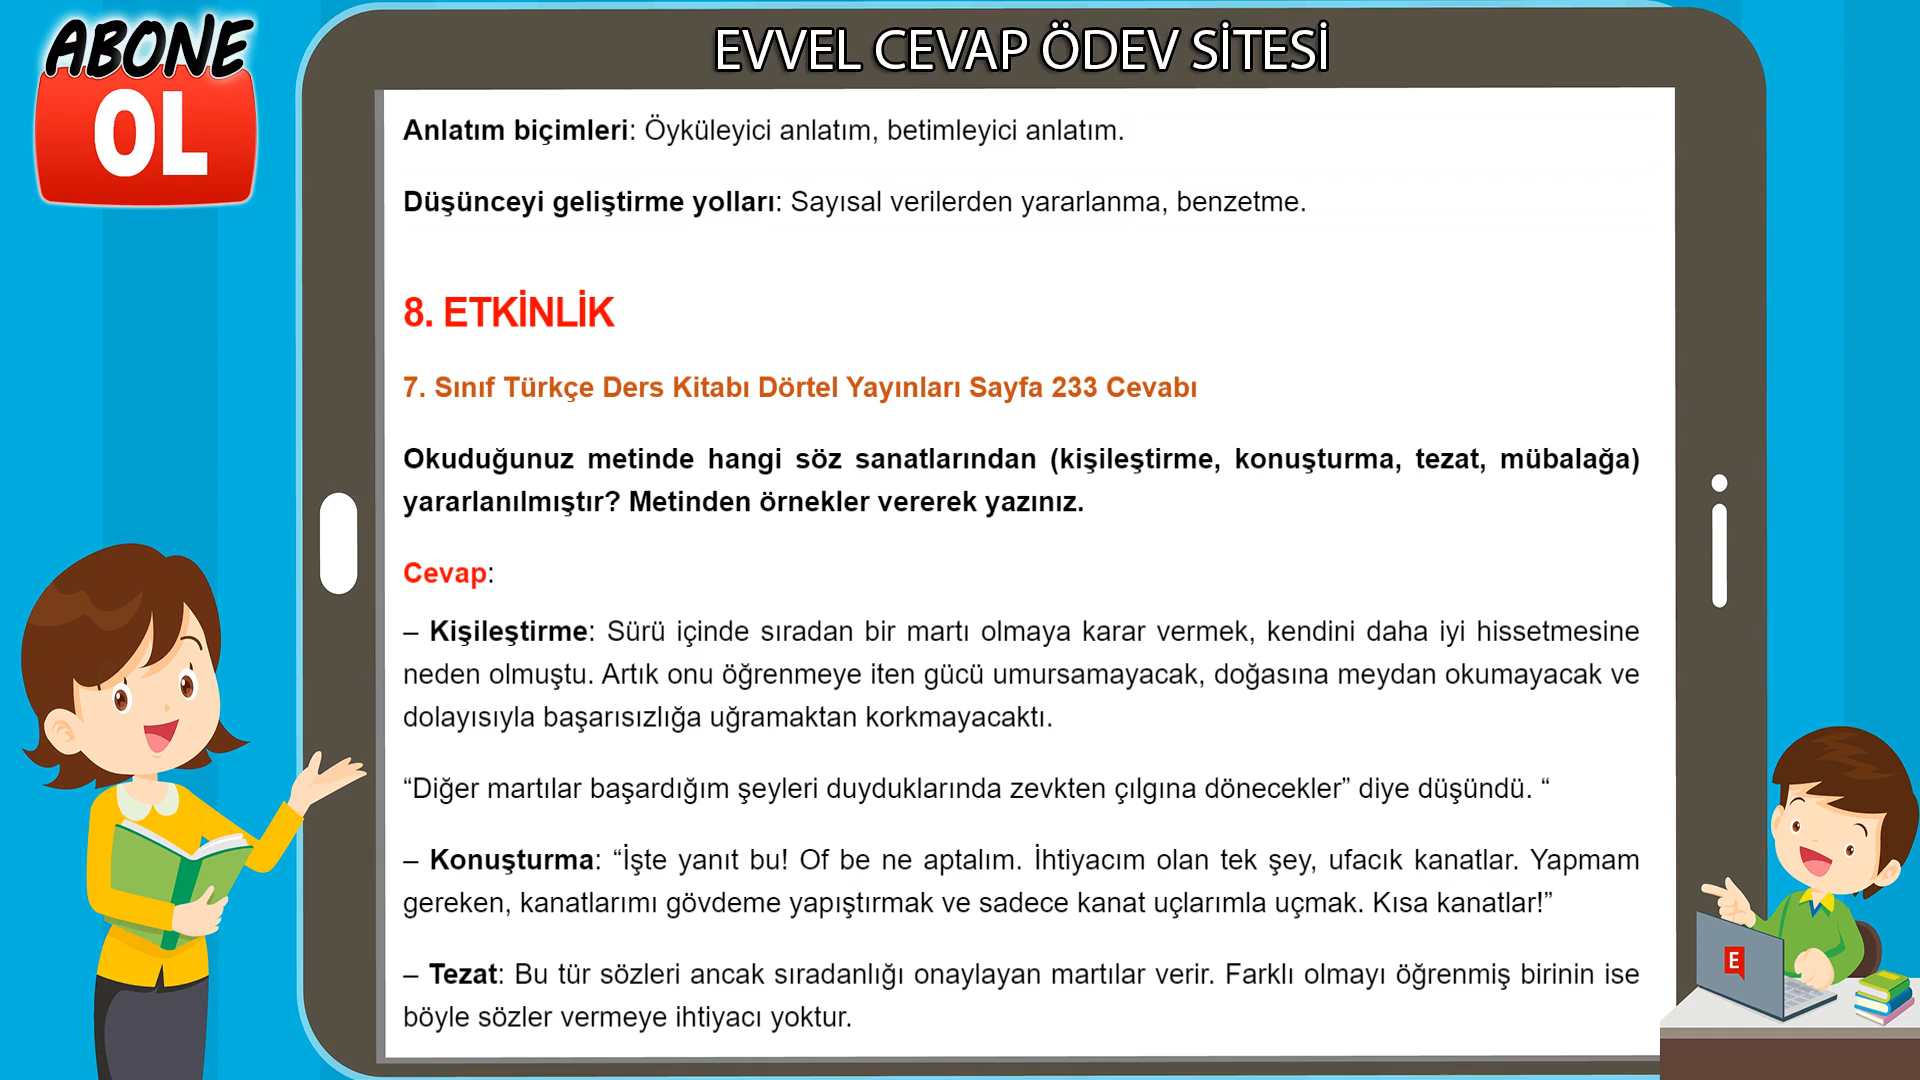 ABONE
OL
EVVEL CEVAP ÖDEV SİTESİ
Anlatım biçimleri: Öyküleyici anlatım, betimleyici anlatım.
Düşünceyi geliştirme yolları: Sayısal verilerden yararlanma, benzetme.
8. ETKİNLİK
7. Sınıf Türkçe Ders Kitabı Dörtel Yayınları Sayfa 233 Cevabı
Okuduğunuz metinde hangi söz sanatlarından (kişileştirme, konuşturma, tezat, mübalağa)
yararlanılmıştır? Metinden örnekler vererek yazınız.
Cevap:
– Kişileştirme: Sürü içinde sıradan bir martı olmaya karar vermek, kendini daha iyi hissetmesine
neden olmuştu. Artık onu öğrenmeye iten gücü umursamayacak, doğasına meydan okumayacak ve
dolayısıyla başarısızlığa uğramaktan korkmayacaktı.
“Diğer martılar başardığım şeyleri duyduklarında zevkten çılgına dönecekler” diye düşündü. “
– Konuşturma: “İşte yanıt bu! Of be ne aptalım. İhtiyacım olan tek şey, ufacık kanatlar. Yapmam
gereken, kanatlarımı gövdeme yapıştırmak ve sadece kanat uçlarımla uçmak. Kısa kanatlar!”
– Tezat: Bu tür sözleri ancak sıradanlığı onaylayan martılar verir. Farklı olmayı öğrenmiş birinin ise
böyle sözler vermeye ihtiyacı yoktur.
E